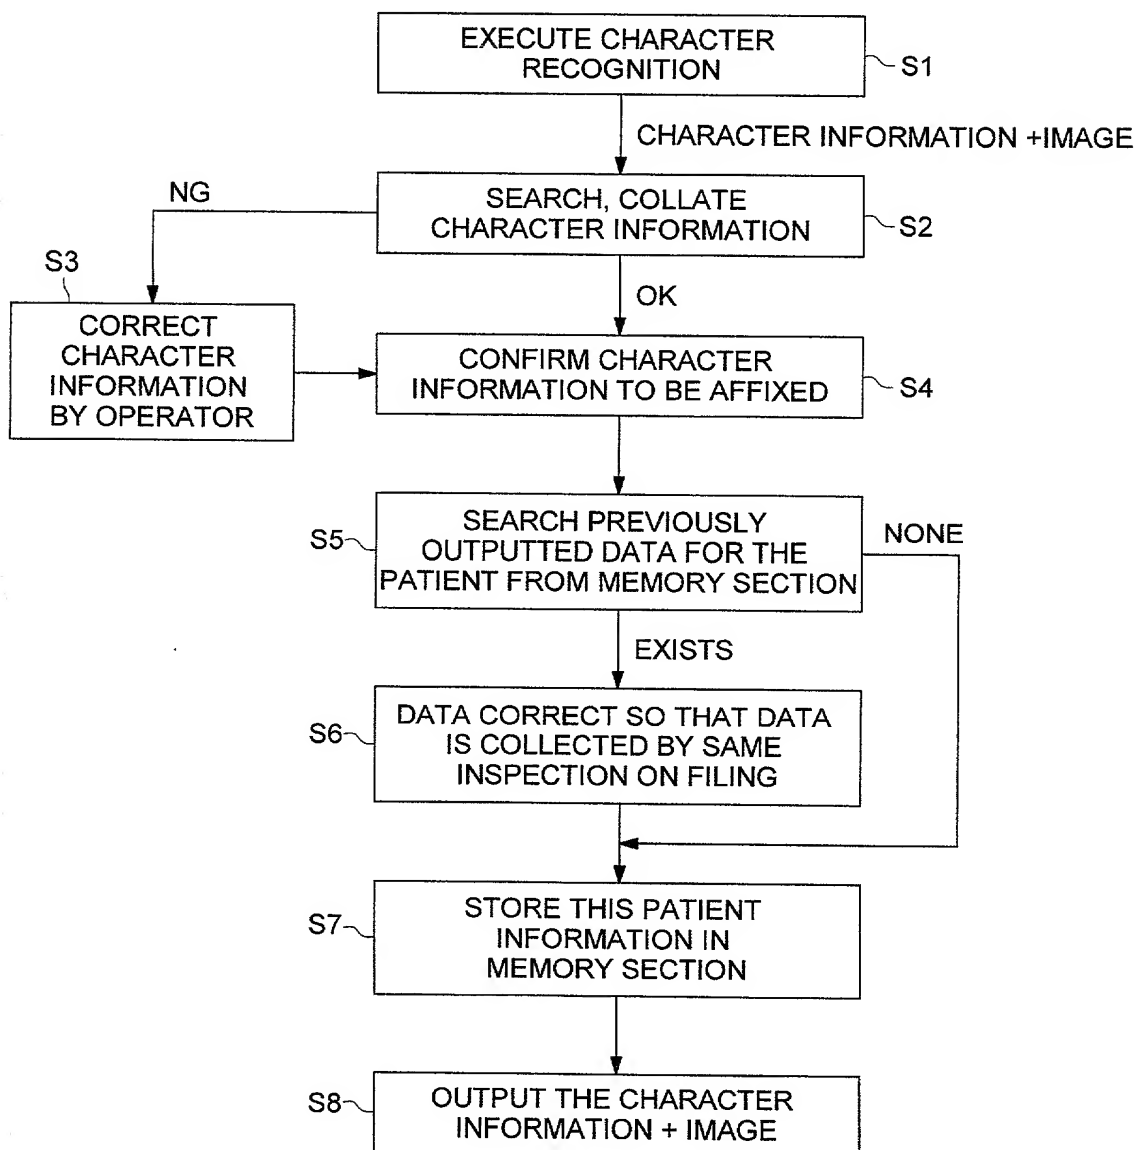 EXECUTE CHARACTER
RECOGNITION
S1
CHARACTER INFORMATION +IMAGE
NG
SEARCH, COLLATE
CHARACTER INFORMATION
S2
S3
OK
CORRECT
CHARACTER
INFORMATION
BY OPERATOR
CONFIRM CHARACTER
INFORMATION TO BE AFFIXED
S4
S5
SEARCH PREVIOUSLY
OUTPUTTED DATA FOR THE
PATIENT FROM MEMORY SECTION
NONE
EXISTS
S6
DATA CORRECT SO THAT DATA
IS COLLECTED BY SAME
INSPECTION ON FILING
S7
STORE THIS PATIENT
INFORMATION IN
MEMORY SECTION
S8
OUTPUT THE CHARACTER
INFORMATION + IMAGE